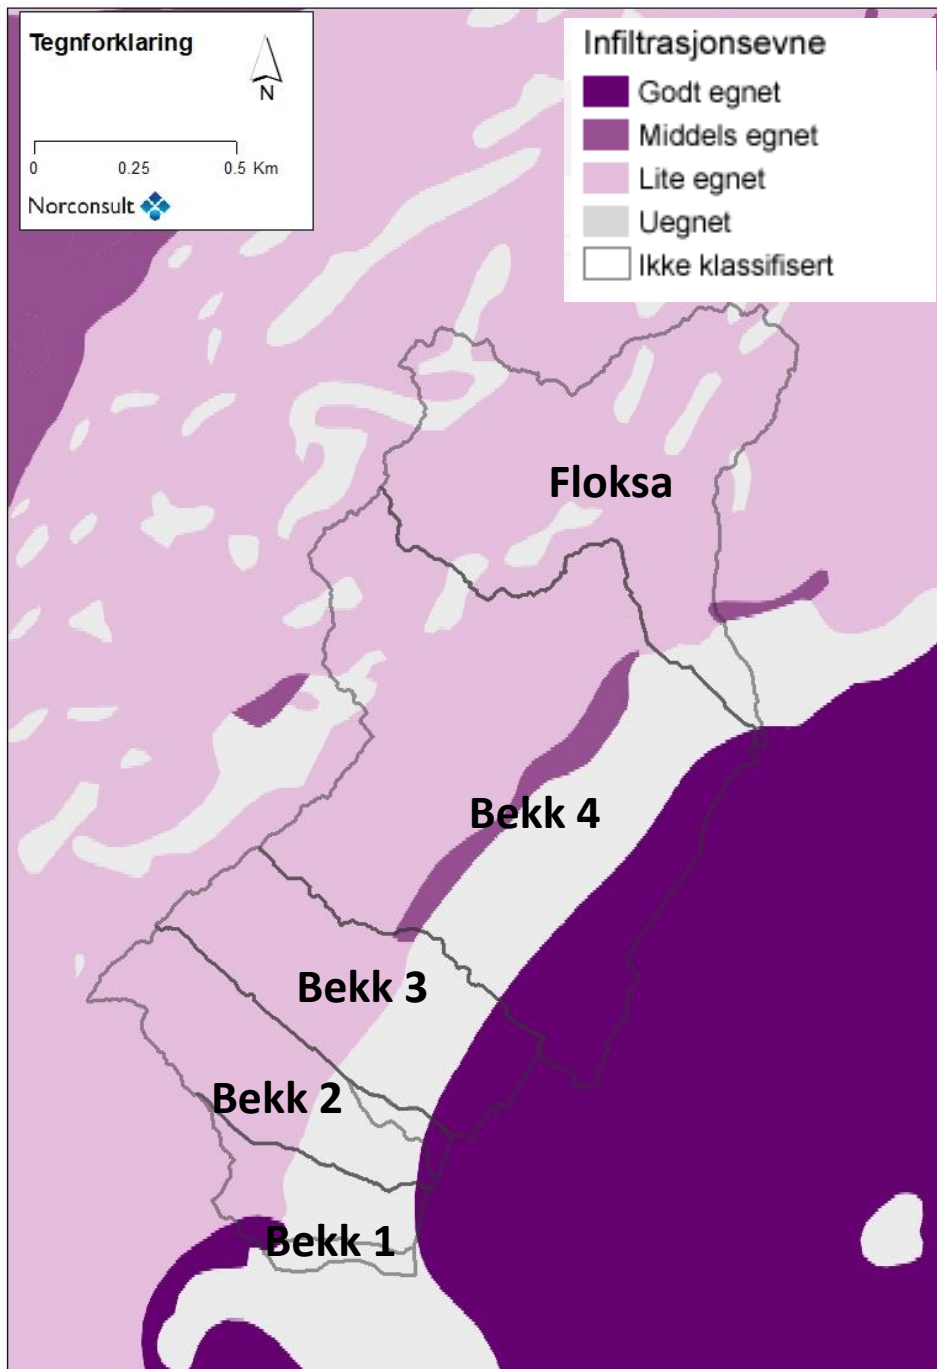 Tegnforklaring
N
0 0.25 0.5 Km
Norconsult
Infiltrasjonsevne
Godt egnet
Middels egnet
Lite egnet
Uegnet
Ikke klassifisert
Floksa
Bekk 4
Bekk 3
Bekk 2
Bekk 1